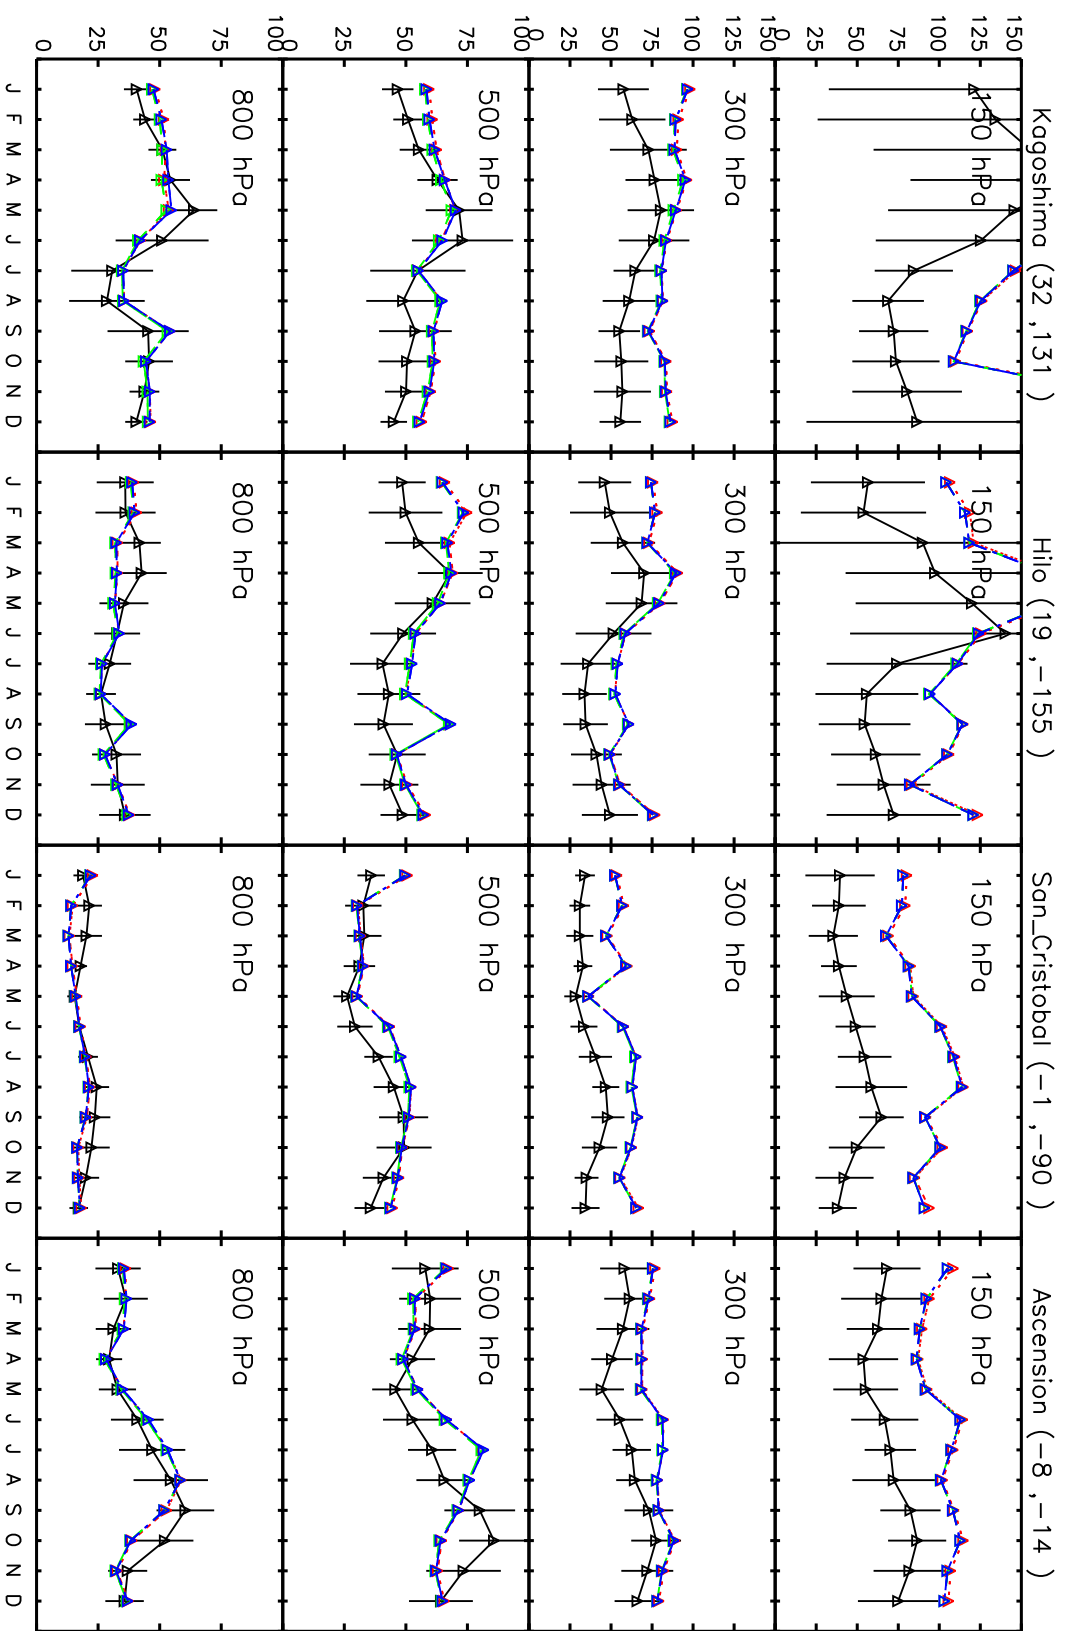 Kagoshima (32 ,131 )
Hilo (19 ,−155 )
San_Cristobal (−1 ,−90 )
Ascension (−8 ,−14 )
150
125
100
75
50
25
0
150 hPa
150 hPa
150 hPa
150 hPa
150
125
100
75
50
25
0
300 hPa
300 hPa
300 hPa
300 hPa
100
75
50
25
0
500 hPa
500 hPa
500 hPa
500 hPa
100
75
50
25
0
800 hPa
800 hPa
800 hPa
800 hPa
J F M A M J J A S O N D
J F M A M J J A S O N D
J F M A M J J A S O N D
J F M A M J J A S O N D